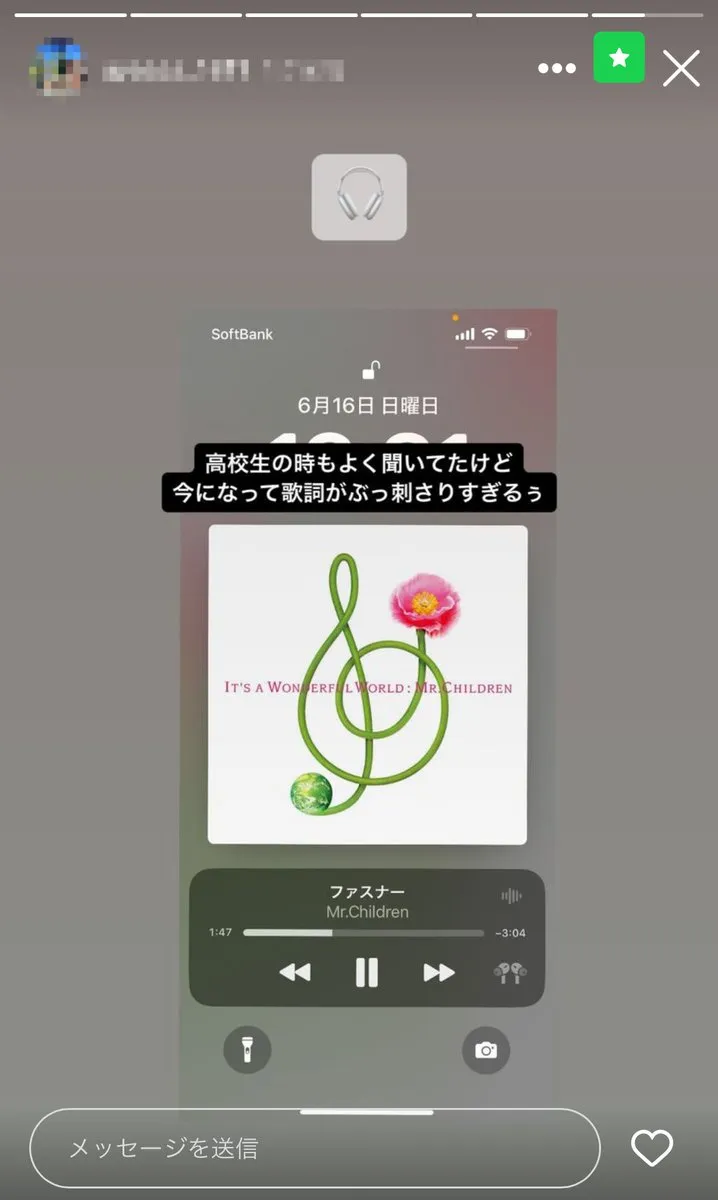 SoftBank
6月16日 日曜日
高校生の時もよく聞いてたけど
今になって歌詞がぶっ刺さりすぎるぅ
IT'S A WONDERFUL WORLD : MR.CHILDREN
ファスナー
Mr.Children
1:47
−3:04
メッセージを送信